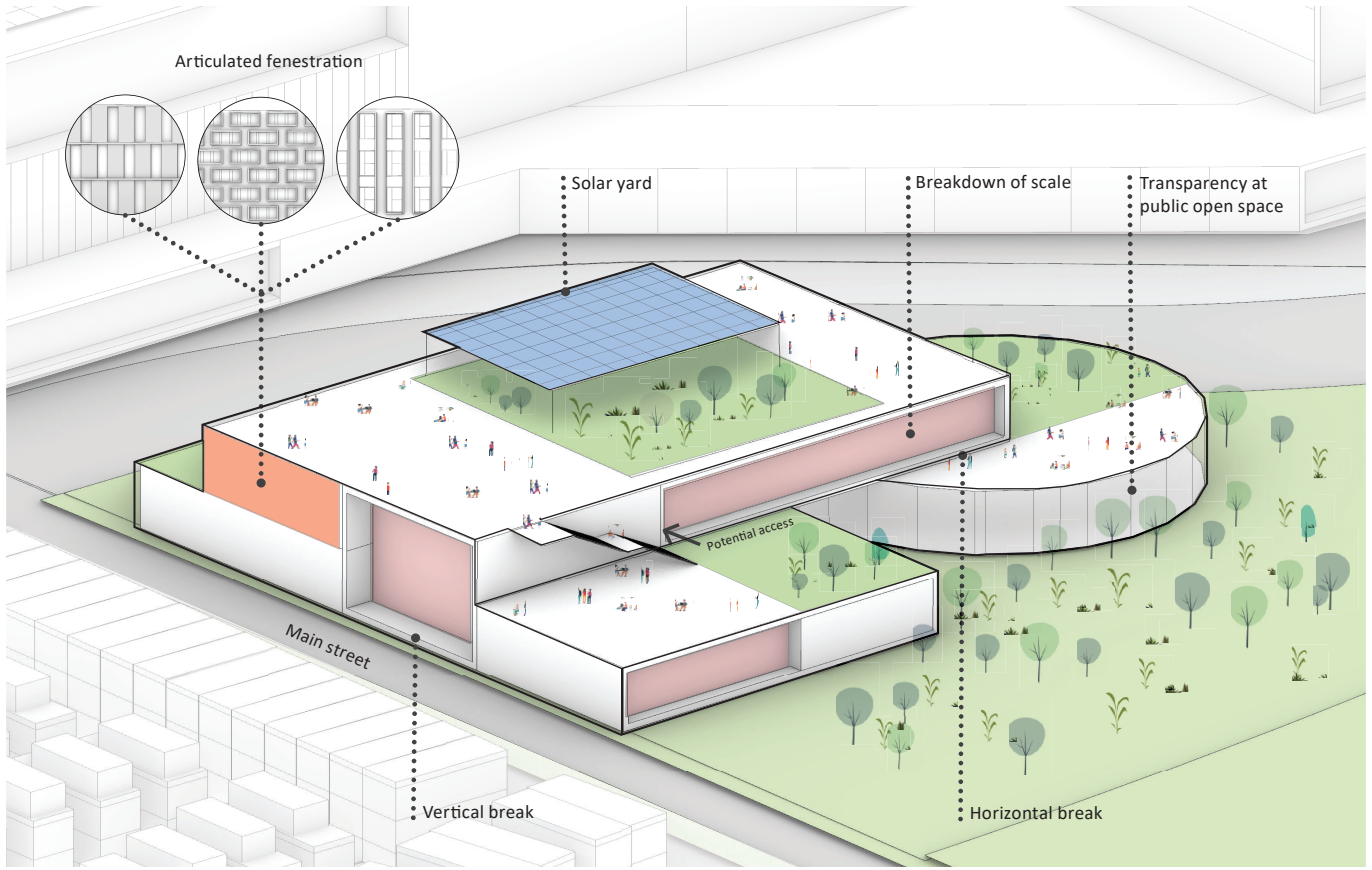 Articulated fenestration
Solar yard
Breakdown of scale
Transparency at
public open space
Potential access
Main street
Vertical break
Horizontal break